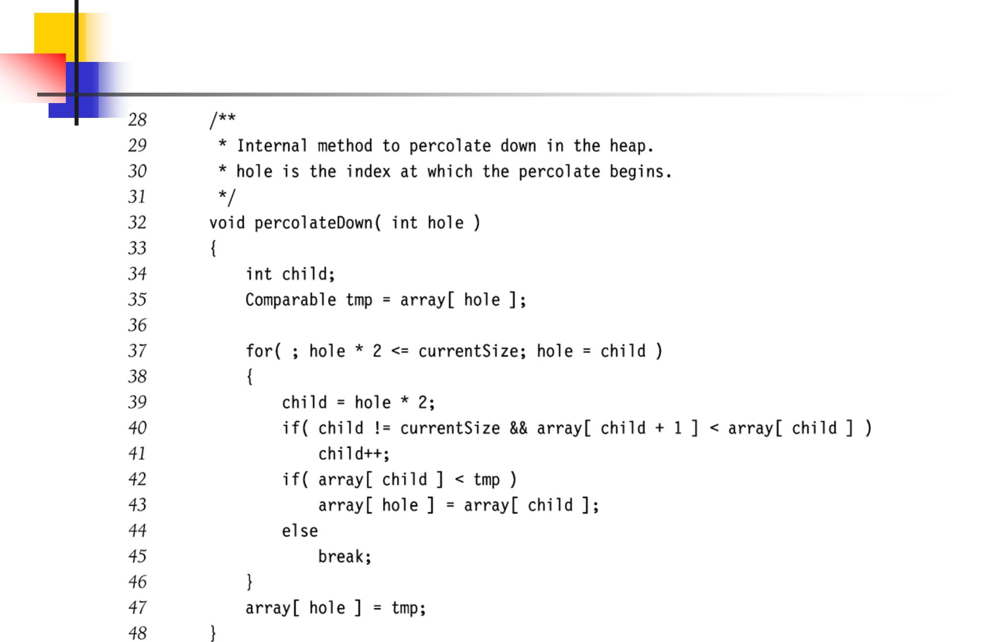 28 /**
29 * Internal method to percolate down in the heap.
30 * hole is the index at which the percolate begins.
31 */
32 void percolateDown( int hole )
33 {
34 int child;
35 Comparable tmp = array[ hole ];
36
37 for( ; hole * 2 <= currentSize; hole = child )
38 {
39 child = hole * 2;
40 if( child != currentSize && array[ child + 1 ] < array[ child ] )
41 child++;
42 if( array[ child ] < tmp )
43 array[ hole ] = array[ child ];
44 else
45 break;
46 }
47 array[ hole ] = tmp;
48 }